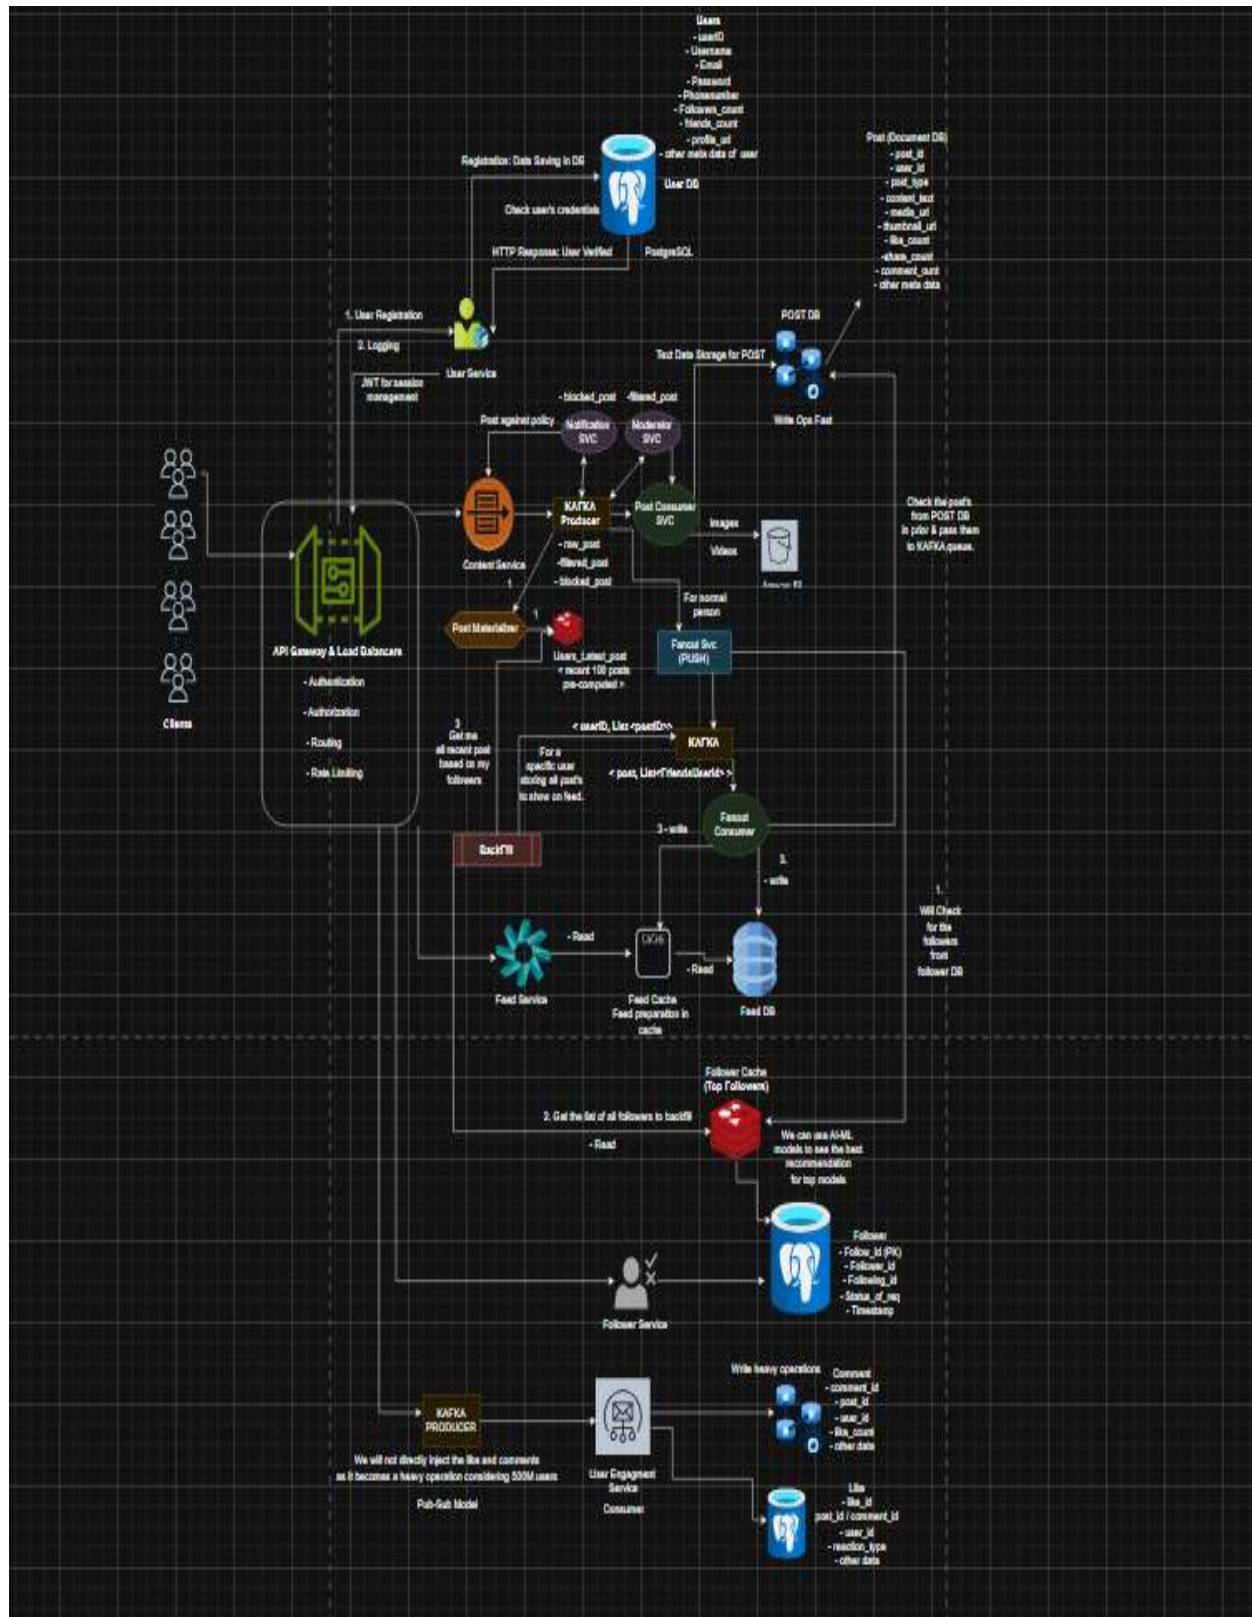 Users
- userID
- Username
- Email
- Password
- Phonenumber
- Followers_count
- friends_count
- profile_url
- other meta data of user
Registration: Data Saving in DB
User DB
Check user's credentials
HTTP Response: User Verified
PostgreSQL
Post (Document DB)
- post_id
- user_id
- post_type
- content_text
- media_url
- thumbnail_url
- like_count
-share_count
- comment_ount
- other meta data
1. User Registration
2. Logging
User Service
JWT for session
management
POST DB
Text Data Storage for POST
Write Ops Fast
- blocked_post
-filtered_post
Post against policy
Notification
SVC
Moderator
SVC
KAFKA
Producer
Post Consumer
SVC
Images
Videos
Content Service
- raw_post
-filtered_post
- blocked_post
1
Check the post's
from POST DB
in prior & pass them
to KAFKA queue.
For normal
person
Post Materializer
1
Fanout Svc
(PUSH)
Users_Latest_post
< recent 100 posts
pre-computed >
API Gateway & Load Balancers
- Authentication
- Authorization
- Routing
- Rate Limiting
Clients
3
Get me
all recent post
based on my
followers
For a
specific user
storing all post's
to show on feed.
< userID, List <postID>>
KAFKA
< post, List<FriendsUserId> >
Fanout
Consumer
3 - write
3.
- write
Backfill
1.
Will Check
for the
followers
from
follower DB
- Read
CACHE
- Read
Feed Service
Feed Cache
Feed preparation in
cache
Feed DB
Follower Cache
(Top Followers)
2. Get the list of all followers to backfill
- Read
We can use AI-ML
models to see the best
recommendation
for top models
Follower
- Follow_id (PK)
- Follower_id
- Following_id
- Status_of_req
- Timestamp
Follower Service
Write heavy operations
Comment
- comment_id
- post_id
- user_id
- like_count
- other data
KAFKA
PRODUCER
We will not directly inject the like and comments
as it becomes a heavy operation considering 500M users
Pub-Sub Model
User Engagment
Service
Consumer
Like
- like_id
post_id / comment_id
- user_id
- reaction_type
- other data